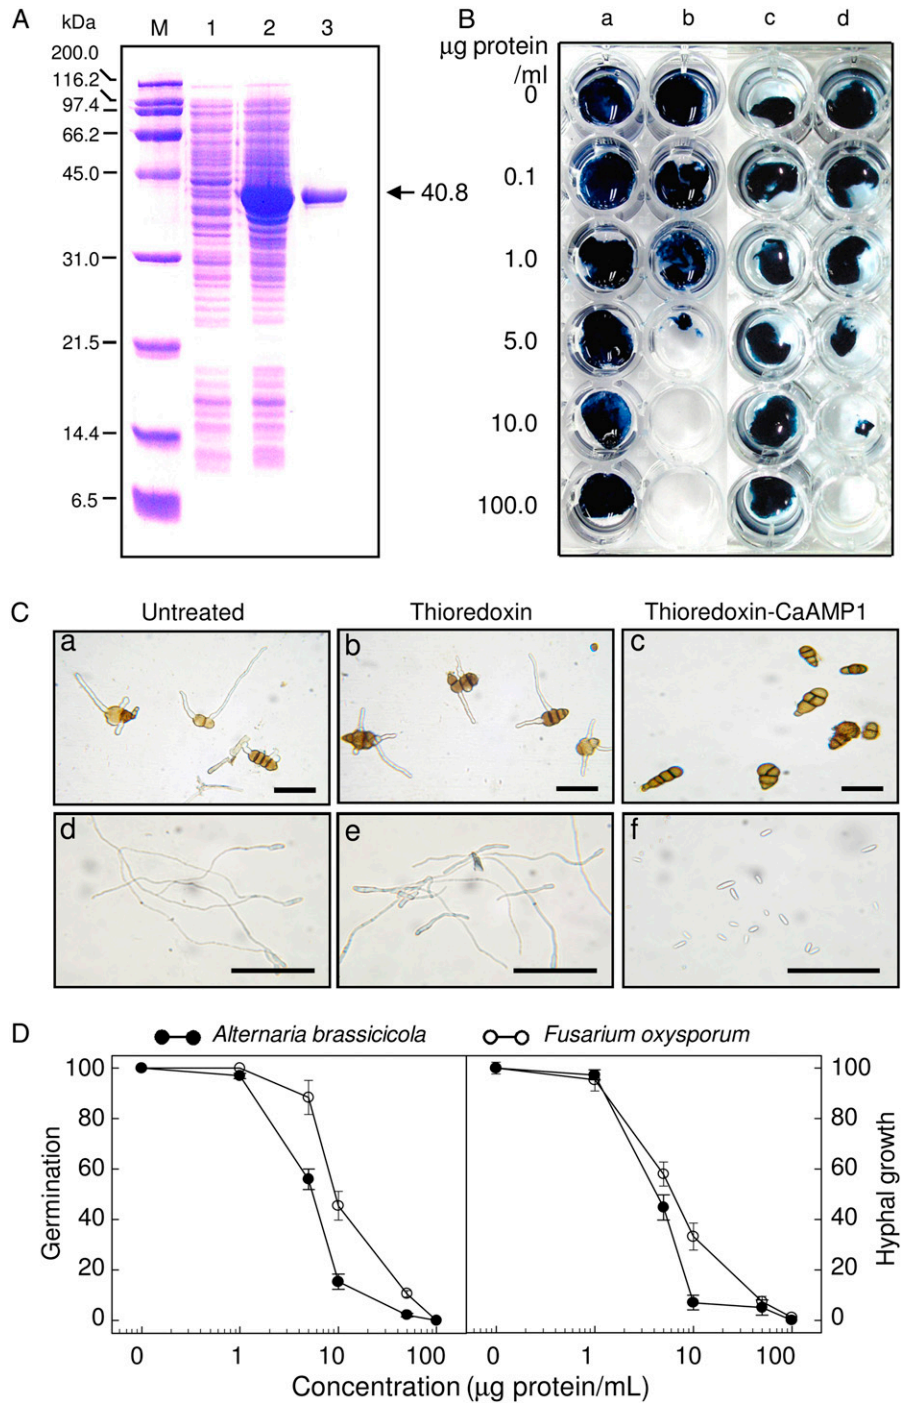 A
kDa
M 1 2 3
200.0
116.2
97.4
66.2
45.0
31.0
21.5
14.4
6.5
40.8
B
a b c d
μg protein
/ml
0
0.1
1.0
5.0
10.0
100.0
C
Untreated Thioredoxin Thioredoxin-CaAMP1
a b c
d e f
D
Alternaria brassicicola Fusarium oxysporum
100 100
80 80
60 60
40 40
20 20
0 0
Germination
Hyphal growth
0 1 10 100 0 1 10 100
Concentration (μg protein/mL)